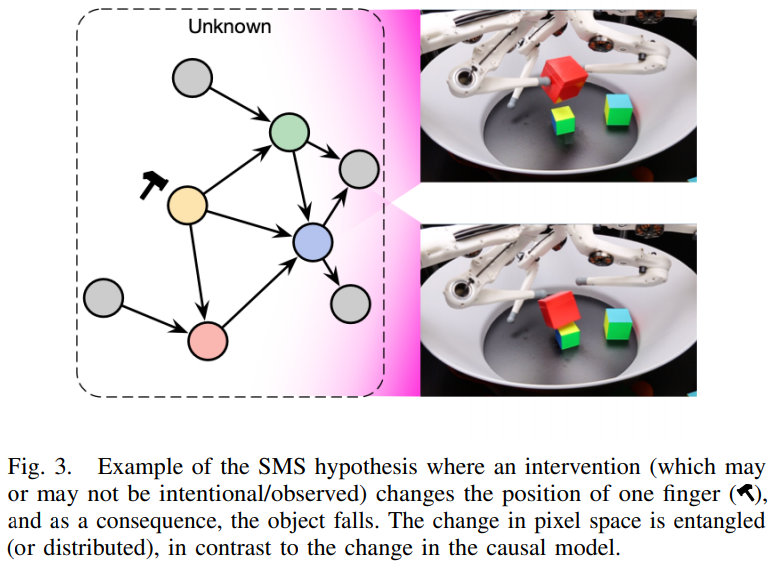 Unknown
Fig. 3. Example of the SMS hypothesis where an intervention (which may
or may not be intentional/observed) changes the position of one finger (),
and as a consequence, the object falls. The change in pixel space is entangled
(or distributed), in contrast to the change in the causal model.